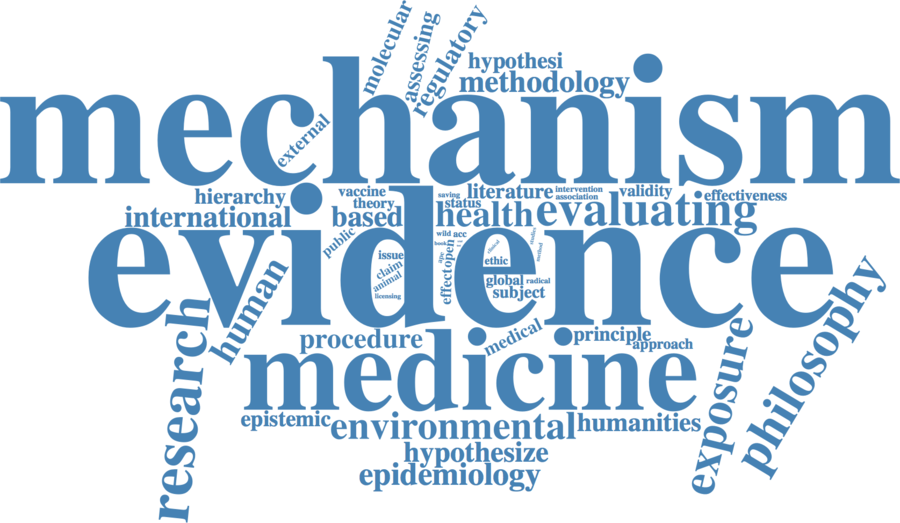 molecular
assessing
regulatory
hypothesi
methodology
mechanism
external
hierarchy
vaccine
theory
saving
status
literature
intervention
association
validity
effectiveness
international
based
health
evaluating
public
wild
acc
book
evidence
issue
claim
animal
licensing
effect
open
clinical
ethic
global
radical
subject
human
research
procedure
medical
principle
approach
medicine
exposure
philosophy
epistemic
environmental
humanities
hypothesize
epidemiology